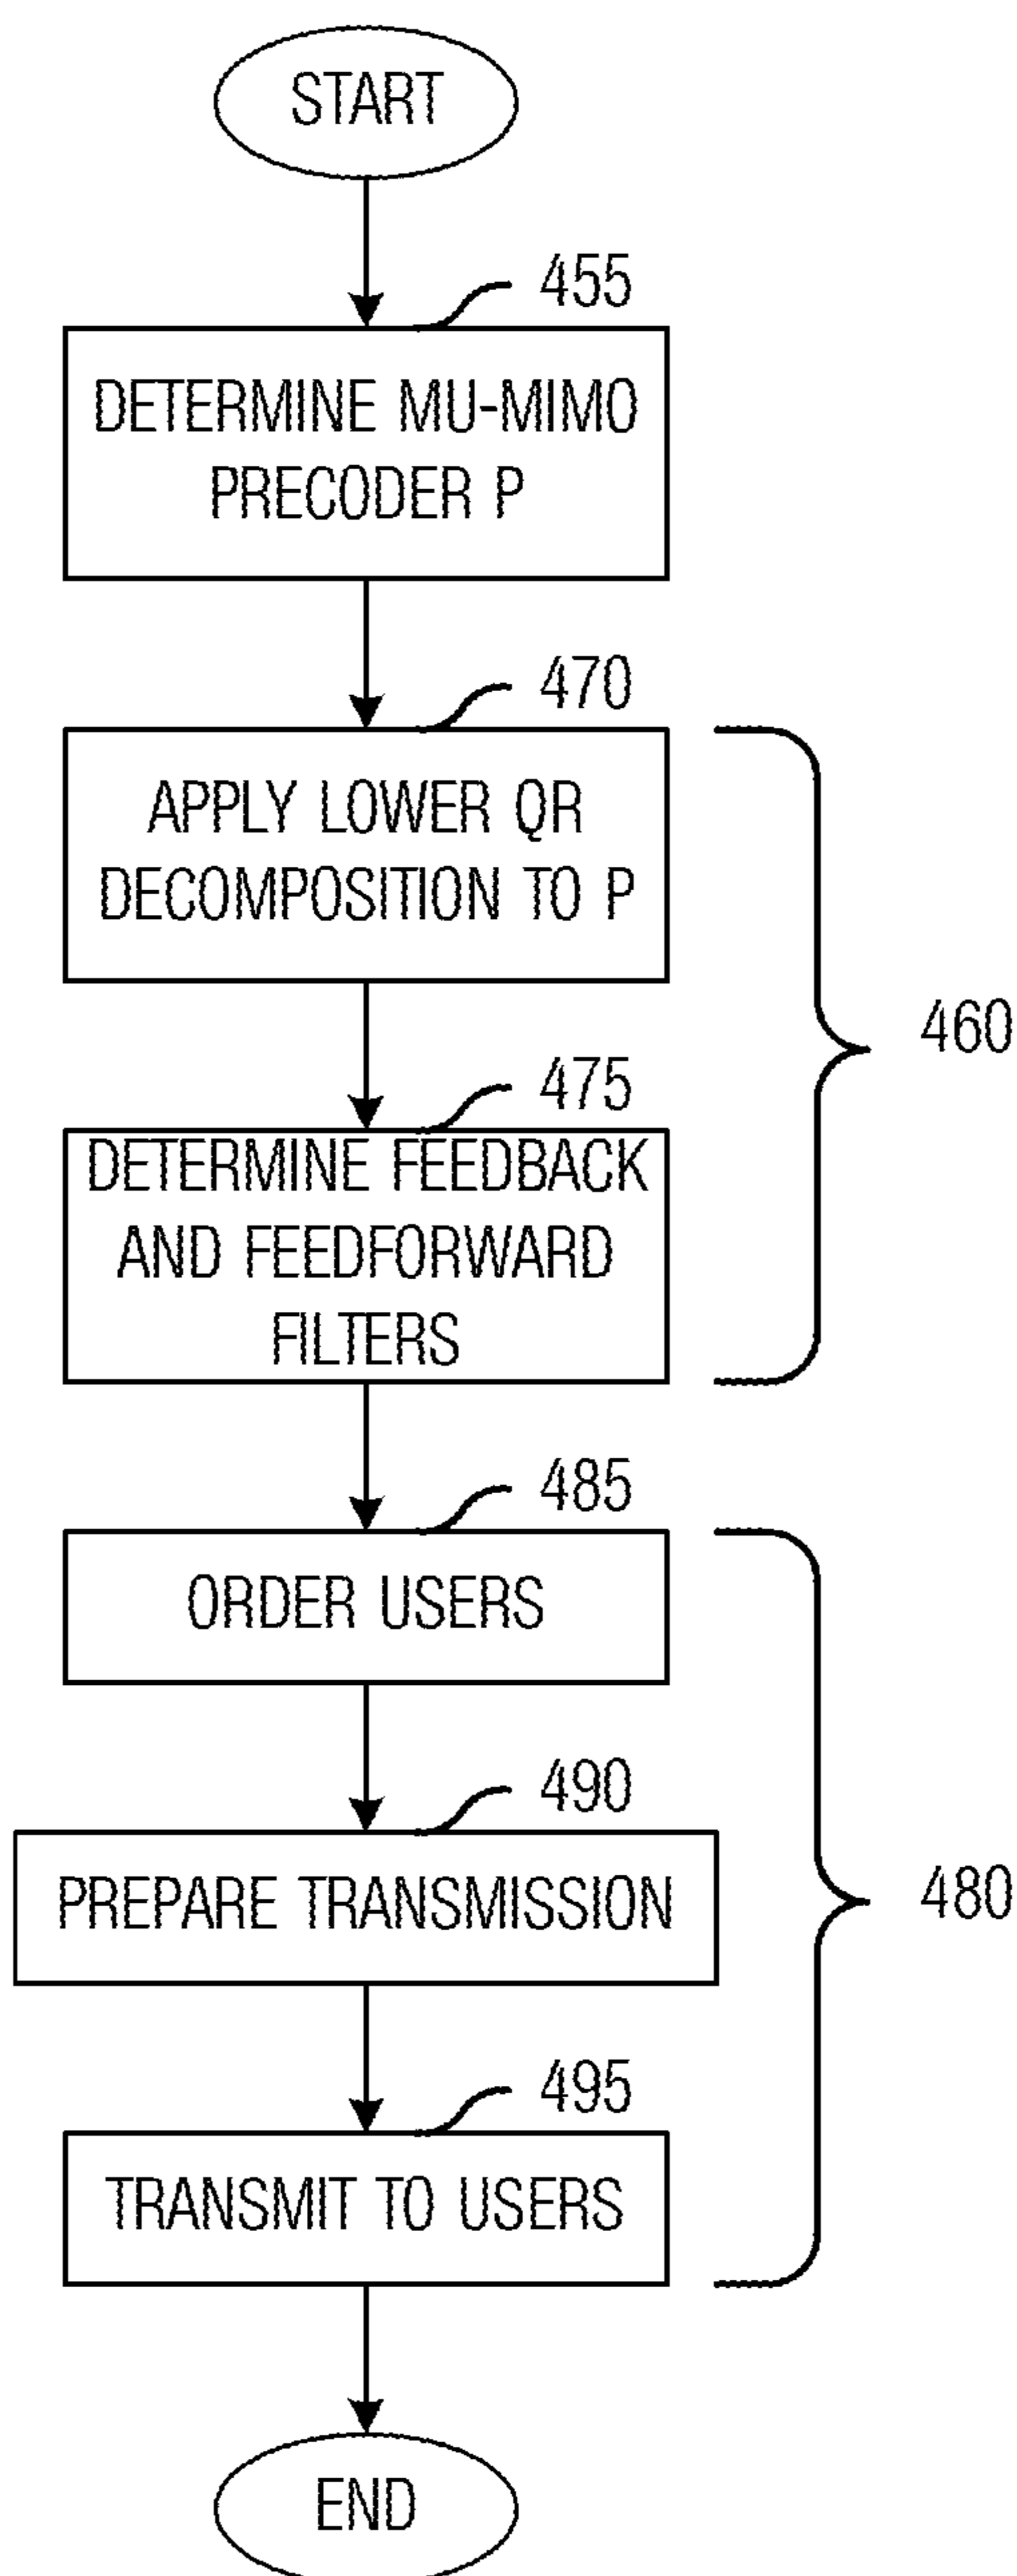 START
455
DETERMINE MU-MIMO
PRECODER P
470
APPLY LOWER QR
DECOMPOSITION TO P
460
475
DETERMINE FEEDBACK
AND FEEDFORWARD
FILTERS
485
ORDER USERS
490
PREPARE TRANSMISSION
480
495
TRANSMIT TO USERS
END